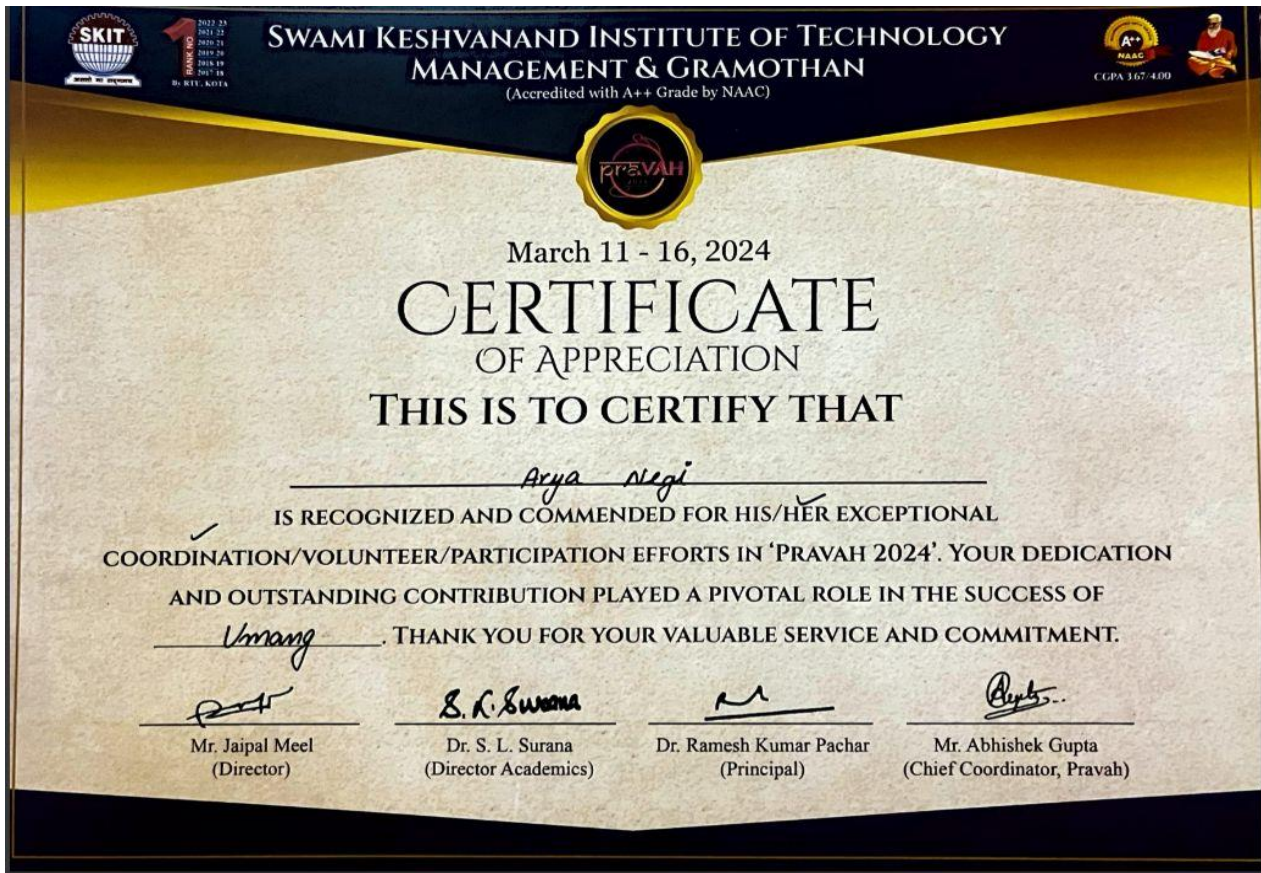 SKIT
RANK NO 1
2022-23
2021-22
2020-21
2019-20
2018-19
2017-18
By RTU, KOTA
SWAMI KESHVANAND INSTITUTE OF TECHNOLOGY
MANAGEMENT & GRAMOTHAN
(Accredited with A++ Grade by NAAC)
A++
NAAC
CGPA 3.67/4.00
praVAH
March 11 - 16, 2024
CERTIFICATE
OF APPRECIATION
THIS IS TO CERTIFY THAT
Arya Negi
IS RECOGNIZED AND COMMENDED FOR HIS/HER EXCEPTIONAL
COORDINATION/VOLUNTEER/PARTICIPATION EFFORTS IN ‘PRAVAH 2024’. YOUR DEDICATION
AND OUTSTANDING CONTRIBUTION PLAYED A PIVOTAL ROLE IN THE SUCCESS OF
Umang. THANK YOU FOR YOUR VALUABLE SERVICE AND COMMITMENT.
S. L. Surana
Mr. Jaipal Meel
(Director)
Dr. S. L. Surana
(Director Academics)
Dr. Ramesh Kumar Pachar
(Principal)
Mr. Abhishek Gupta
(Chief Coordinator, Pravah)